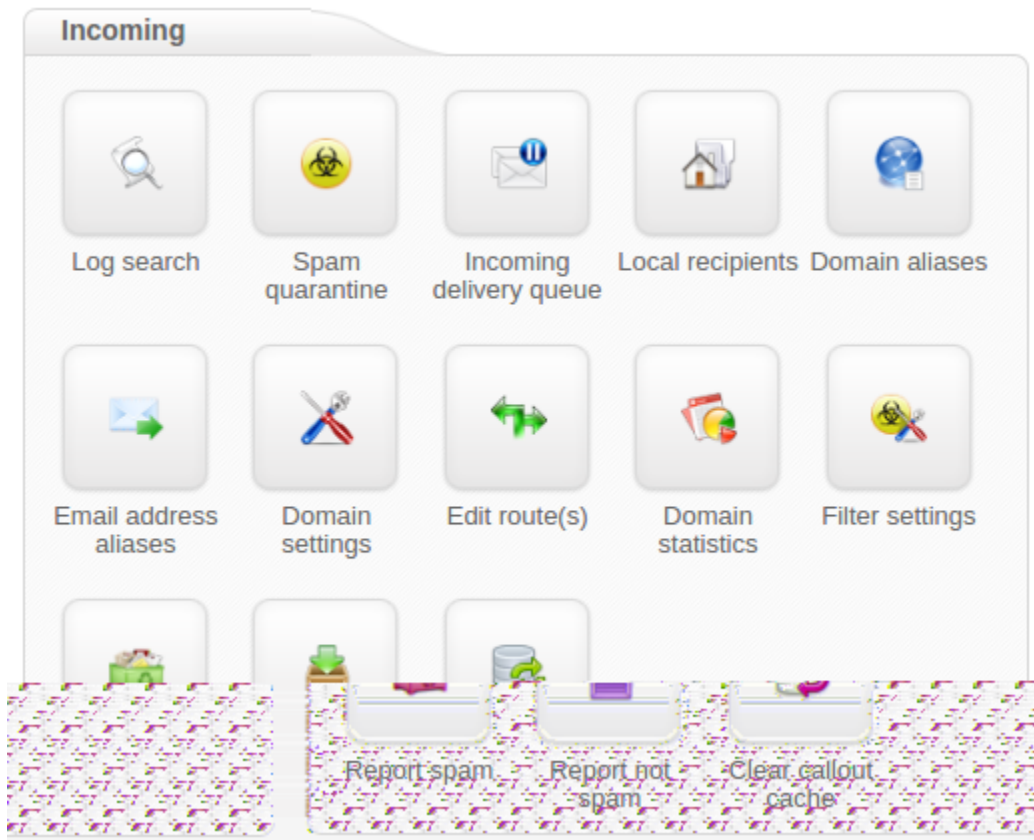 Incoming
Log search
Spam
quarantine
Incoming
delivery queue
Local recipients
Domain aliases
Email address
aliases
Domain
settings
Edit route(s)
Domain
statistics
Filter settings
Report spam
Report not
spam
Clear callout
cache